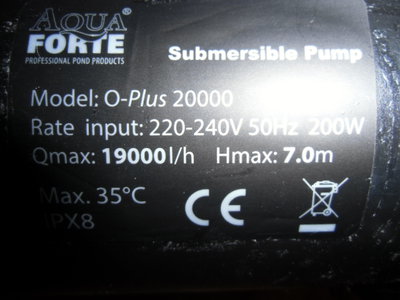 AQUA®
FORTE
PROFESSIONAL POND PRODUCTS
Submersible Pump
Model: O-Plus 20000
Rate input: 220-240V 50Hz 200W
Qmax: 19000l/h Hmax: 7.0m
Max. 35°C
IPX8
CE